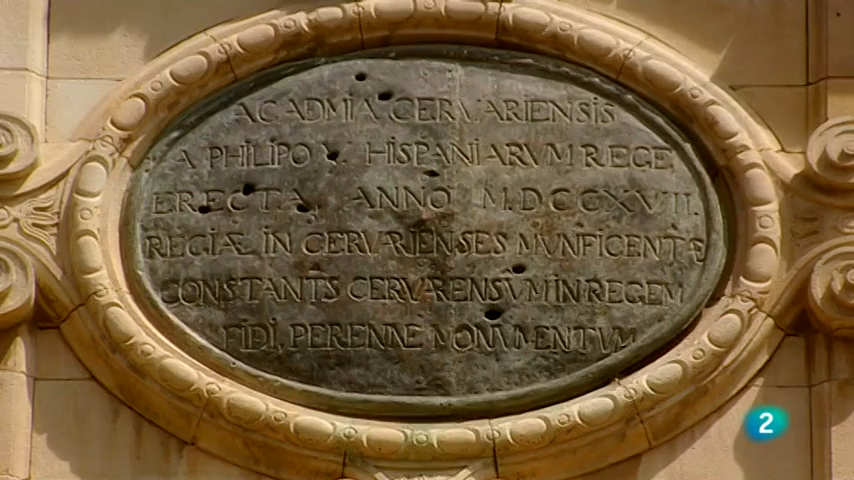 ACADMIA CERVARIENSIS
A PHILIPO V. HISPANIARVM REGE
ERECTA, ANNO M.DCCXVII.
REGIÆ IN CERVARIENSES MVNFICENTÆ
CONSTANTS CERVARENSVM IN REGEM
FIDI, PERENNE MONVMENTVM
2